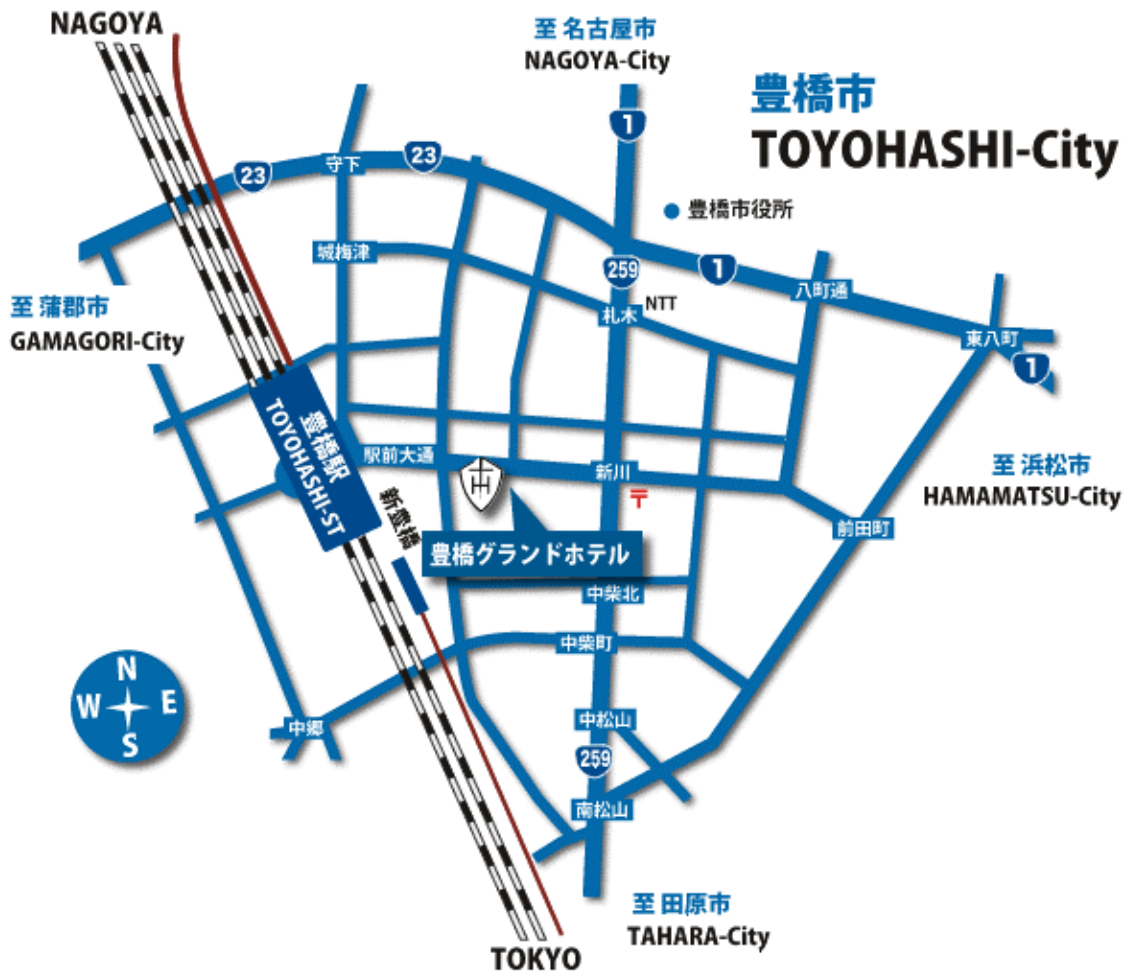 NAGOYA
至 名古屋市
NAGOYA-City
豊橋市
TOYOHASHI-City
1
23
23
守下
豊橋市役所
城海津
259
1
八町通
NTT
札木
至 蒲郡市
GAMAGORI-City
東八町
1
豊橋駅
TOYOHASHI-ST
駅前大通
新川
〒
至 浜松市
HAMAMATSU-City
新豊橋
前田町
豊橋グランドホテル
中柴北
中柴町
N
W E
S
中郷
中松山
259
南松山
至 田原市
TAHARA-City
TOKYO